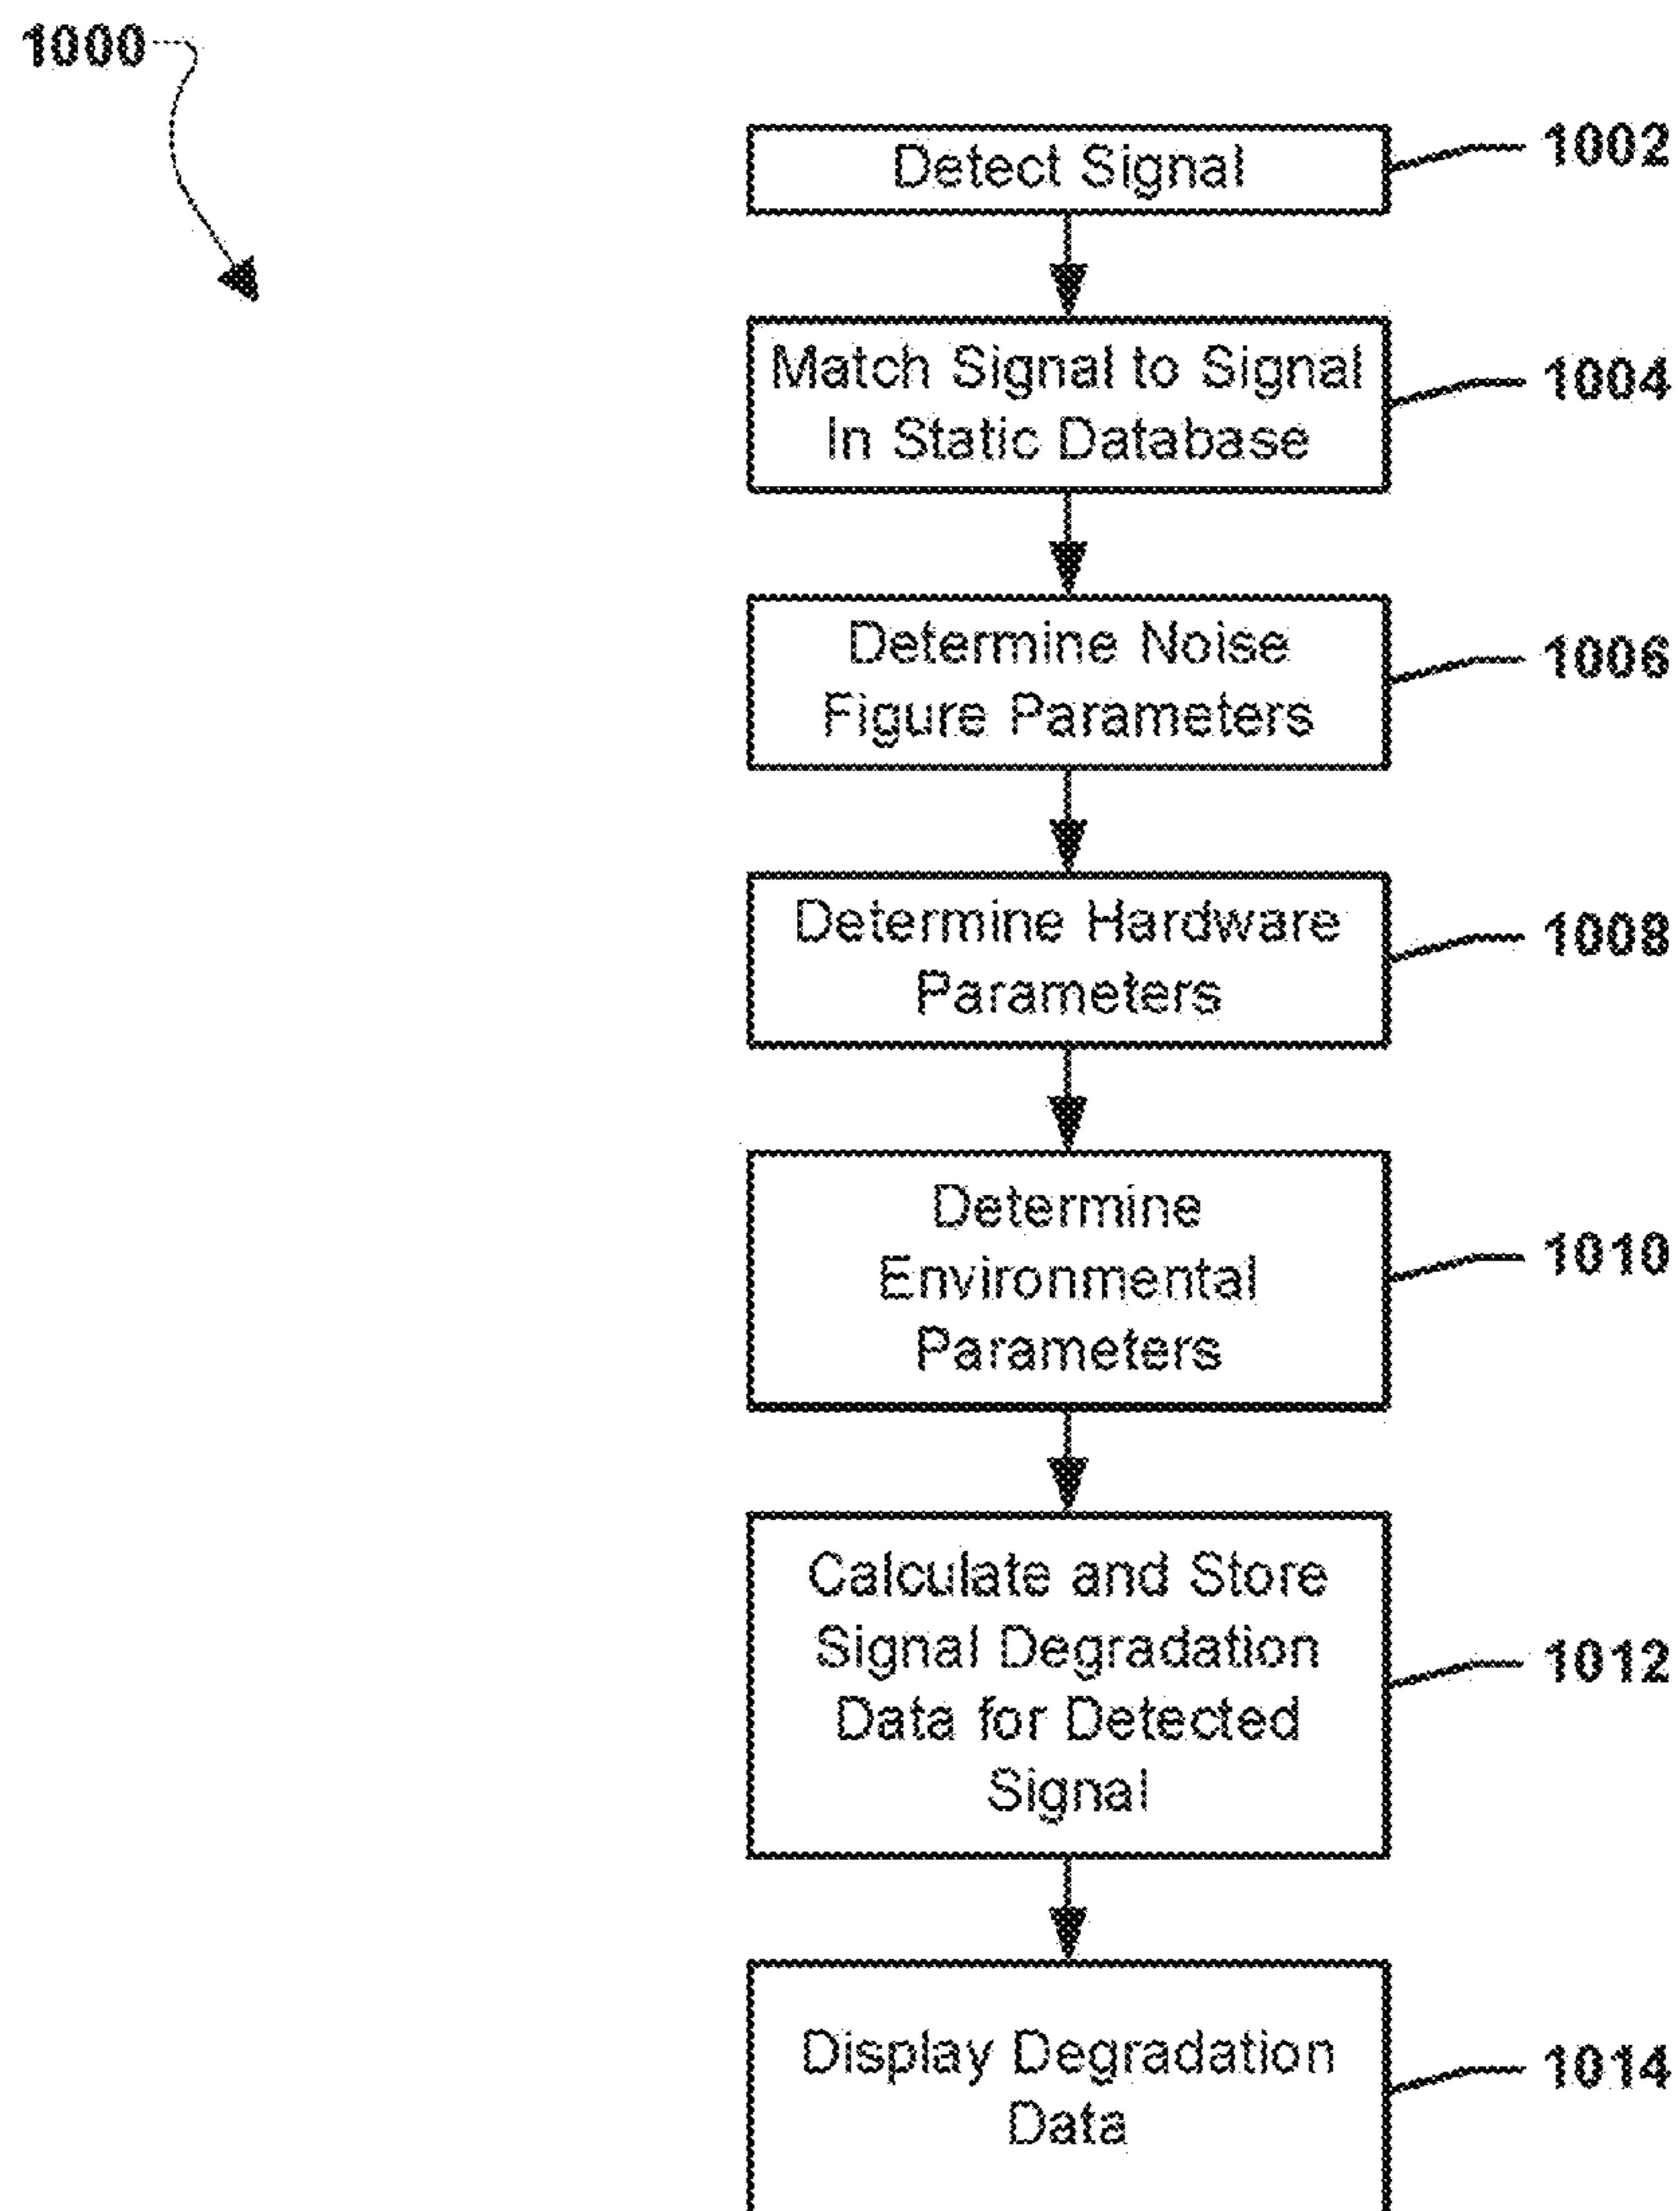 1000
Detect Signal
1002
Match Signal to Signal
In Static Database
1004
Determine Noise
Figure Parameters
1006
Determine Hardware
Parameters
1008
Determine
Environmental
Parameters
1010
Calculate and Store
Signal Degradation
Data for Detected
Signal
1012
Display Degradation
Data
1014